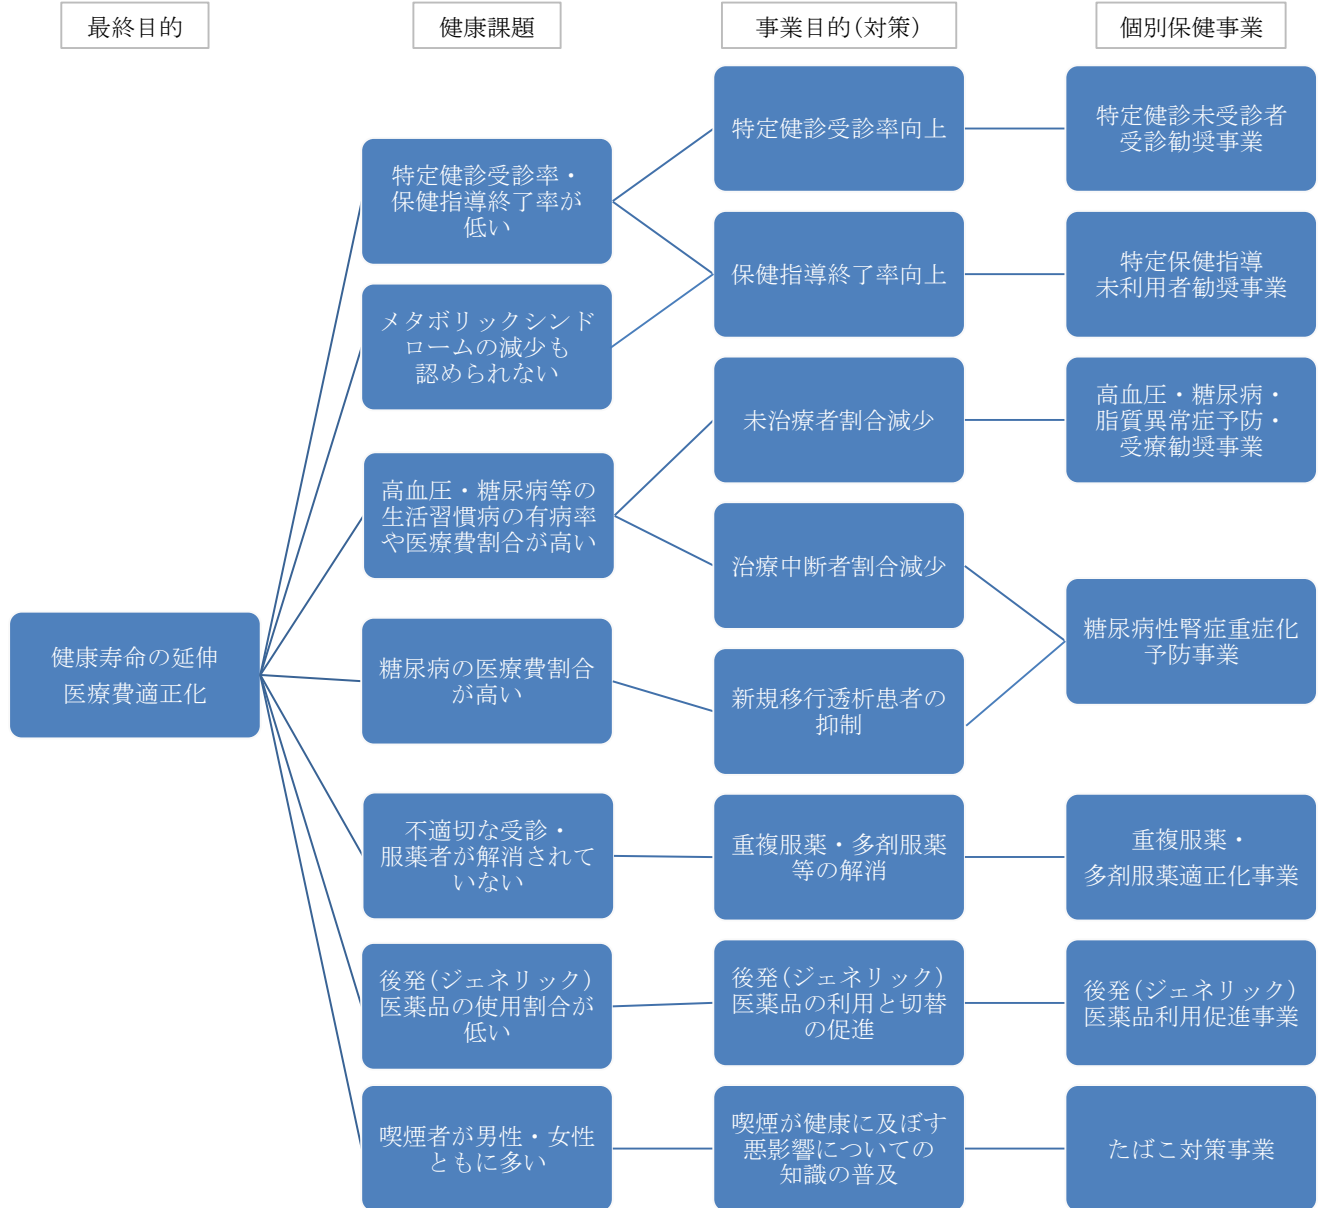 最終目的
健康課題
事業目的(対策)
個別保健事業
健康寿命の延伸
医療費適正化
特定健診受診率・
保健指導終了率が
低い
メタボリックシンド
ロームの減少も
認められない
高血圧・糖尿病等の
生活習慣病の有病率
や医療費割合が高い
糖尿病の医療費割合
が高い
不適切な受診・
服薬者が解消されて
いない
後発(ジェネリック)
医薬品の使用割合が
低い
喫煙者が男性・女性
ともに多い
特定健診受診率向上
保健指導終了率向上
未治療者割合減少
治療中断者割合減少
新規移行透析患者の
抑制
重複服薬・多剤服薬
等の解消
後発(ジェネリック)
医薬品の利用と切替
の促進
喫煙が健康に及ぼす
悪影響についての
知識の普及
特定健診未受診者
受診勧奨事業
特定保健指導
未利用者勧奨事業
高血圧・糖尿病・
脂質異常症予防・
受療勧奨事業
糖尿病性腎症重症化
予防事業
重複服薬・
多剤服薬適正化事業
後発(ジェネリック)
医薬品利用促進事業
たばこ対策事業